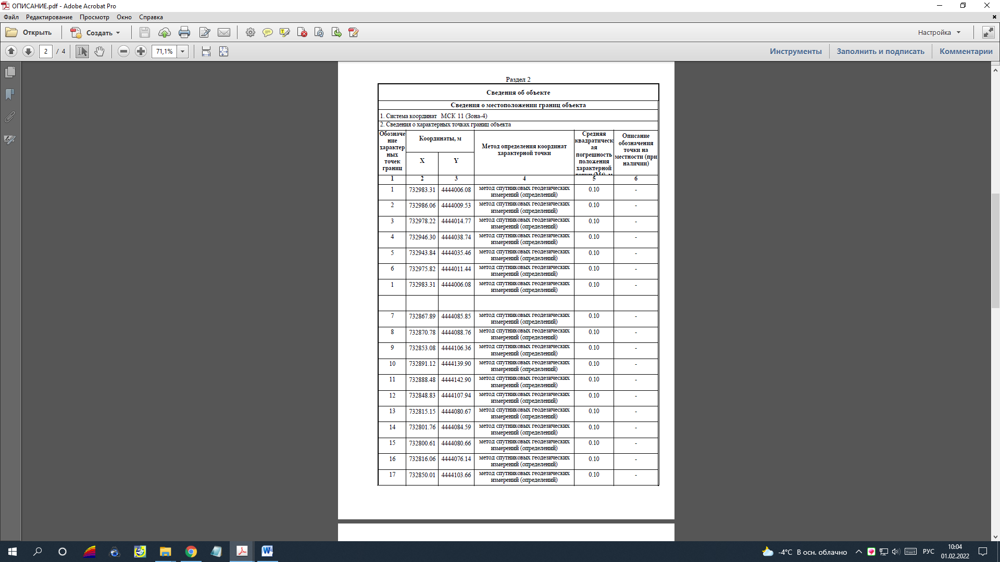 ОПИСАНИЕ.pdf - Adobe Acrobat Pro
Файл Редактирование Просмотр Окно Справка
Открыть Создать Настройка
2 / 4 71,1% Инструменты Заполнить и подписать Комментарии
Раздел 2
Сведения об объекте
Сведения о местоположении границ объекта
1. Система координат МСК 11 (Зона-4)
2. Сведения о характерных точках границ объекта
Обозначе
ние
характер
ных
точек
границ
Координаты, м
X Y
Метод определения координат
характерной точки
Средняя
квадратическ
ая
погрешность
положения
характерной
точки (Mt), м
Описание
обозначения
точки на
местности (при
наличии)
1 2 3 4 5 6
1 732983.31 4444006.08 метод спутниковых геодезических
измерений (определений) 0.10 -
2 732986.06 4444009.53 метод спутниковых геодезических
измерений (определений) 0.10 -
3 732978.22 4444014.77 метод спутниковых геодезических
измерений (определений) 0.10 -
4 732946.30 4444038.74 метод спутниковых геодезических
измерений (определений) 0.10 -
5 732943.84 4444035.46 метод спутниковых геодезических
измерений (определений) 0.10 -
6 732975.82 4444011.44 метод спутниковых геодезических
измерений (определений) 0.10 -
1 732983.31 4444006.08 метод спутниковых геодезических
измерений (определений) 0.10 -
7 732867.89 4444085.85 метод спутниковых геодезических
измерений (определений) 0.10 -
8 732870.78 4444088.76 метод спутниковых геодезических
измерений (определений) 0.10 -
9 732853.08 4444106.36 метод спутниковых геодезических
измерений (определений) 0.10 -
10 732891.12 4444139.90 метод спутниковых геодезических
измерений (определений) 0.10 -
11 732888.48 4444142.90 метод спутниковых геодезических
измерений (определений) 0.10 -
12 732848.83 4444107.94 метод спутниковых геодезических
измерений (определений) 0.10 -
13 732815.15 4444080.67 метод спутниковых геодезических
измерений (определений) 0.10 -
14 732801.76 4444084.59 метод спутниковых геодезических
измерений (определений) 0.10 -
15 732800.61 4444080.66 метод спутниковых геодезических
измерений (определений) 0.10 -
16 732816.06 4444076.14 метод спутниковых геодезических
измерений (определений) 0.10 -
17 732850.01 4444103.66 метод спутниковых геодезических
измерений (определений) 0.10 -
-4°C В осн. облачно РУС 10:04
01.02.2022